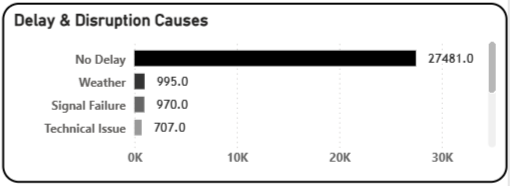 Delay & Disruption Causes
No Delay 27481.0
Weather 995.0
Signal Failure 970.0
Technical Issue 707.0
0K 10K 20K 30K